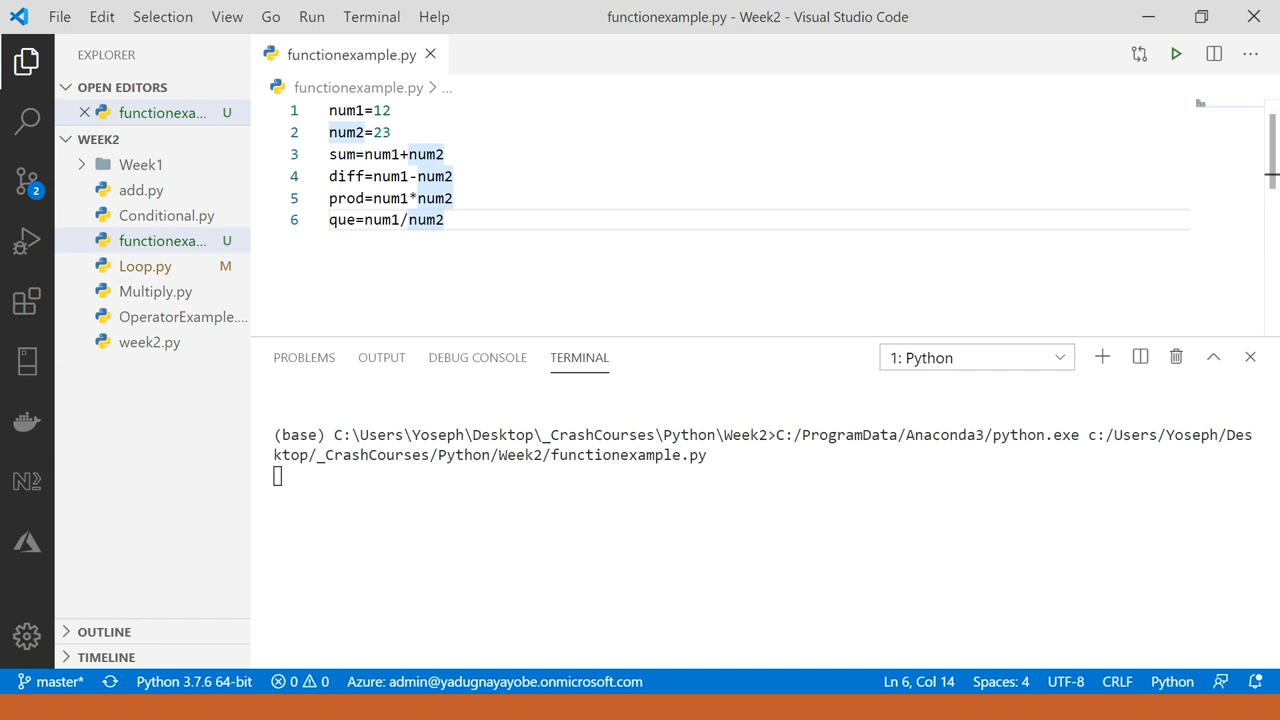 File Edit Selection View Go Run Terminal Help
functionexample.py - Week2 - Visual Studio Code
EXPLORER
OPEN EDITORS
functionexa... U
WEEK2
Week1
add.py
Conditional.py
functionexa... U
Loop.py M
Multiply.py
OperatorExample....
week2.py
OUTLINE
TIMELINE
2
functionexample.py
functionexample.py > ...
1 num1=12
2 num2=23
3 sum=num1+num2
4 diff=num1-num2
5 prod=num1*num2
6 que=num1/num2
PROBLEMS OUTPUT DEBUG CONSOLE TERMINAL
1: Python
(base) C:\Users\Yoseph\Desktop\_CrashCourses\Python\Week2>C:/ProgramData/Anaconda3/python.exe c:/Users/Yoseph/Des
ktop/_CrashCourses/Python/Week2/functionexample.py
master* Python 3.7.6 64-bit 0 0 Azure: admin@yadugnayayobe.onmicrosoft.com Ln 6, Col 14 Spaces: 4 UTF-8 CRLF Python